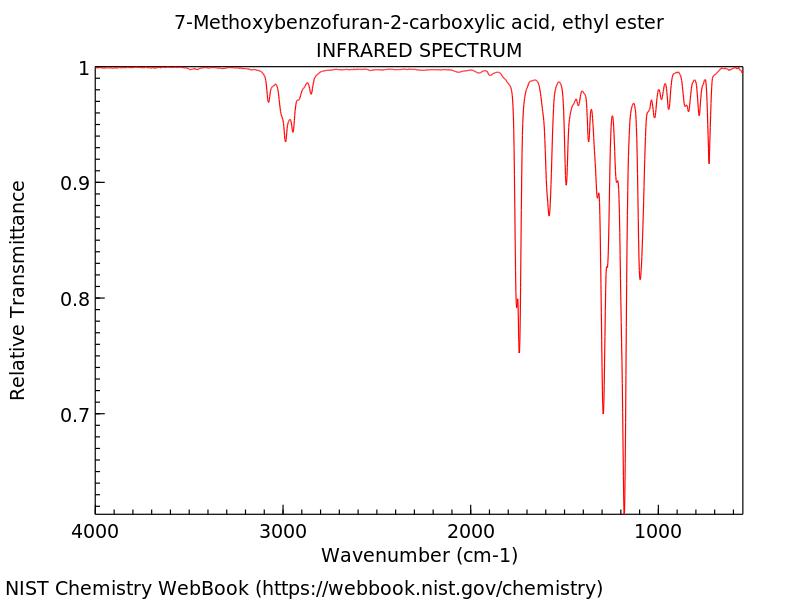 7-Methoxybenzofuran-2-carboxylic acid, ethyl ester
INFRARED SPECTRUM
1
0.9
0.8
0.7
Relative Transmittance
4000 3000 2000 1000
Wavenumber (cm-1)
NIST Chemistry WebBook (https://webbook.nist.gov/chemistry)